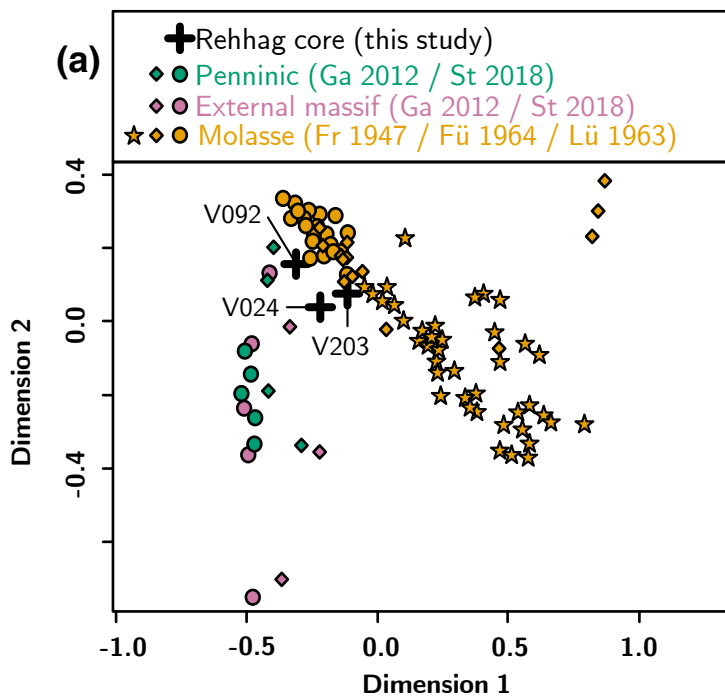 (a)
Rehhag core (this study)
Penninic (Ga 2012 / St 2018)
External massif (Ga 2012 / St 2018)
Molasse (Fr 1947 / Fü 1964 / Lü 1963)
0.4
V092
0.0
V024
V203
-0.4
Dimension 2
-1.0 -0.5 0.0 0.5 1.0
Dimension 1